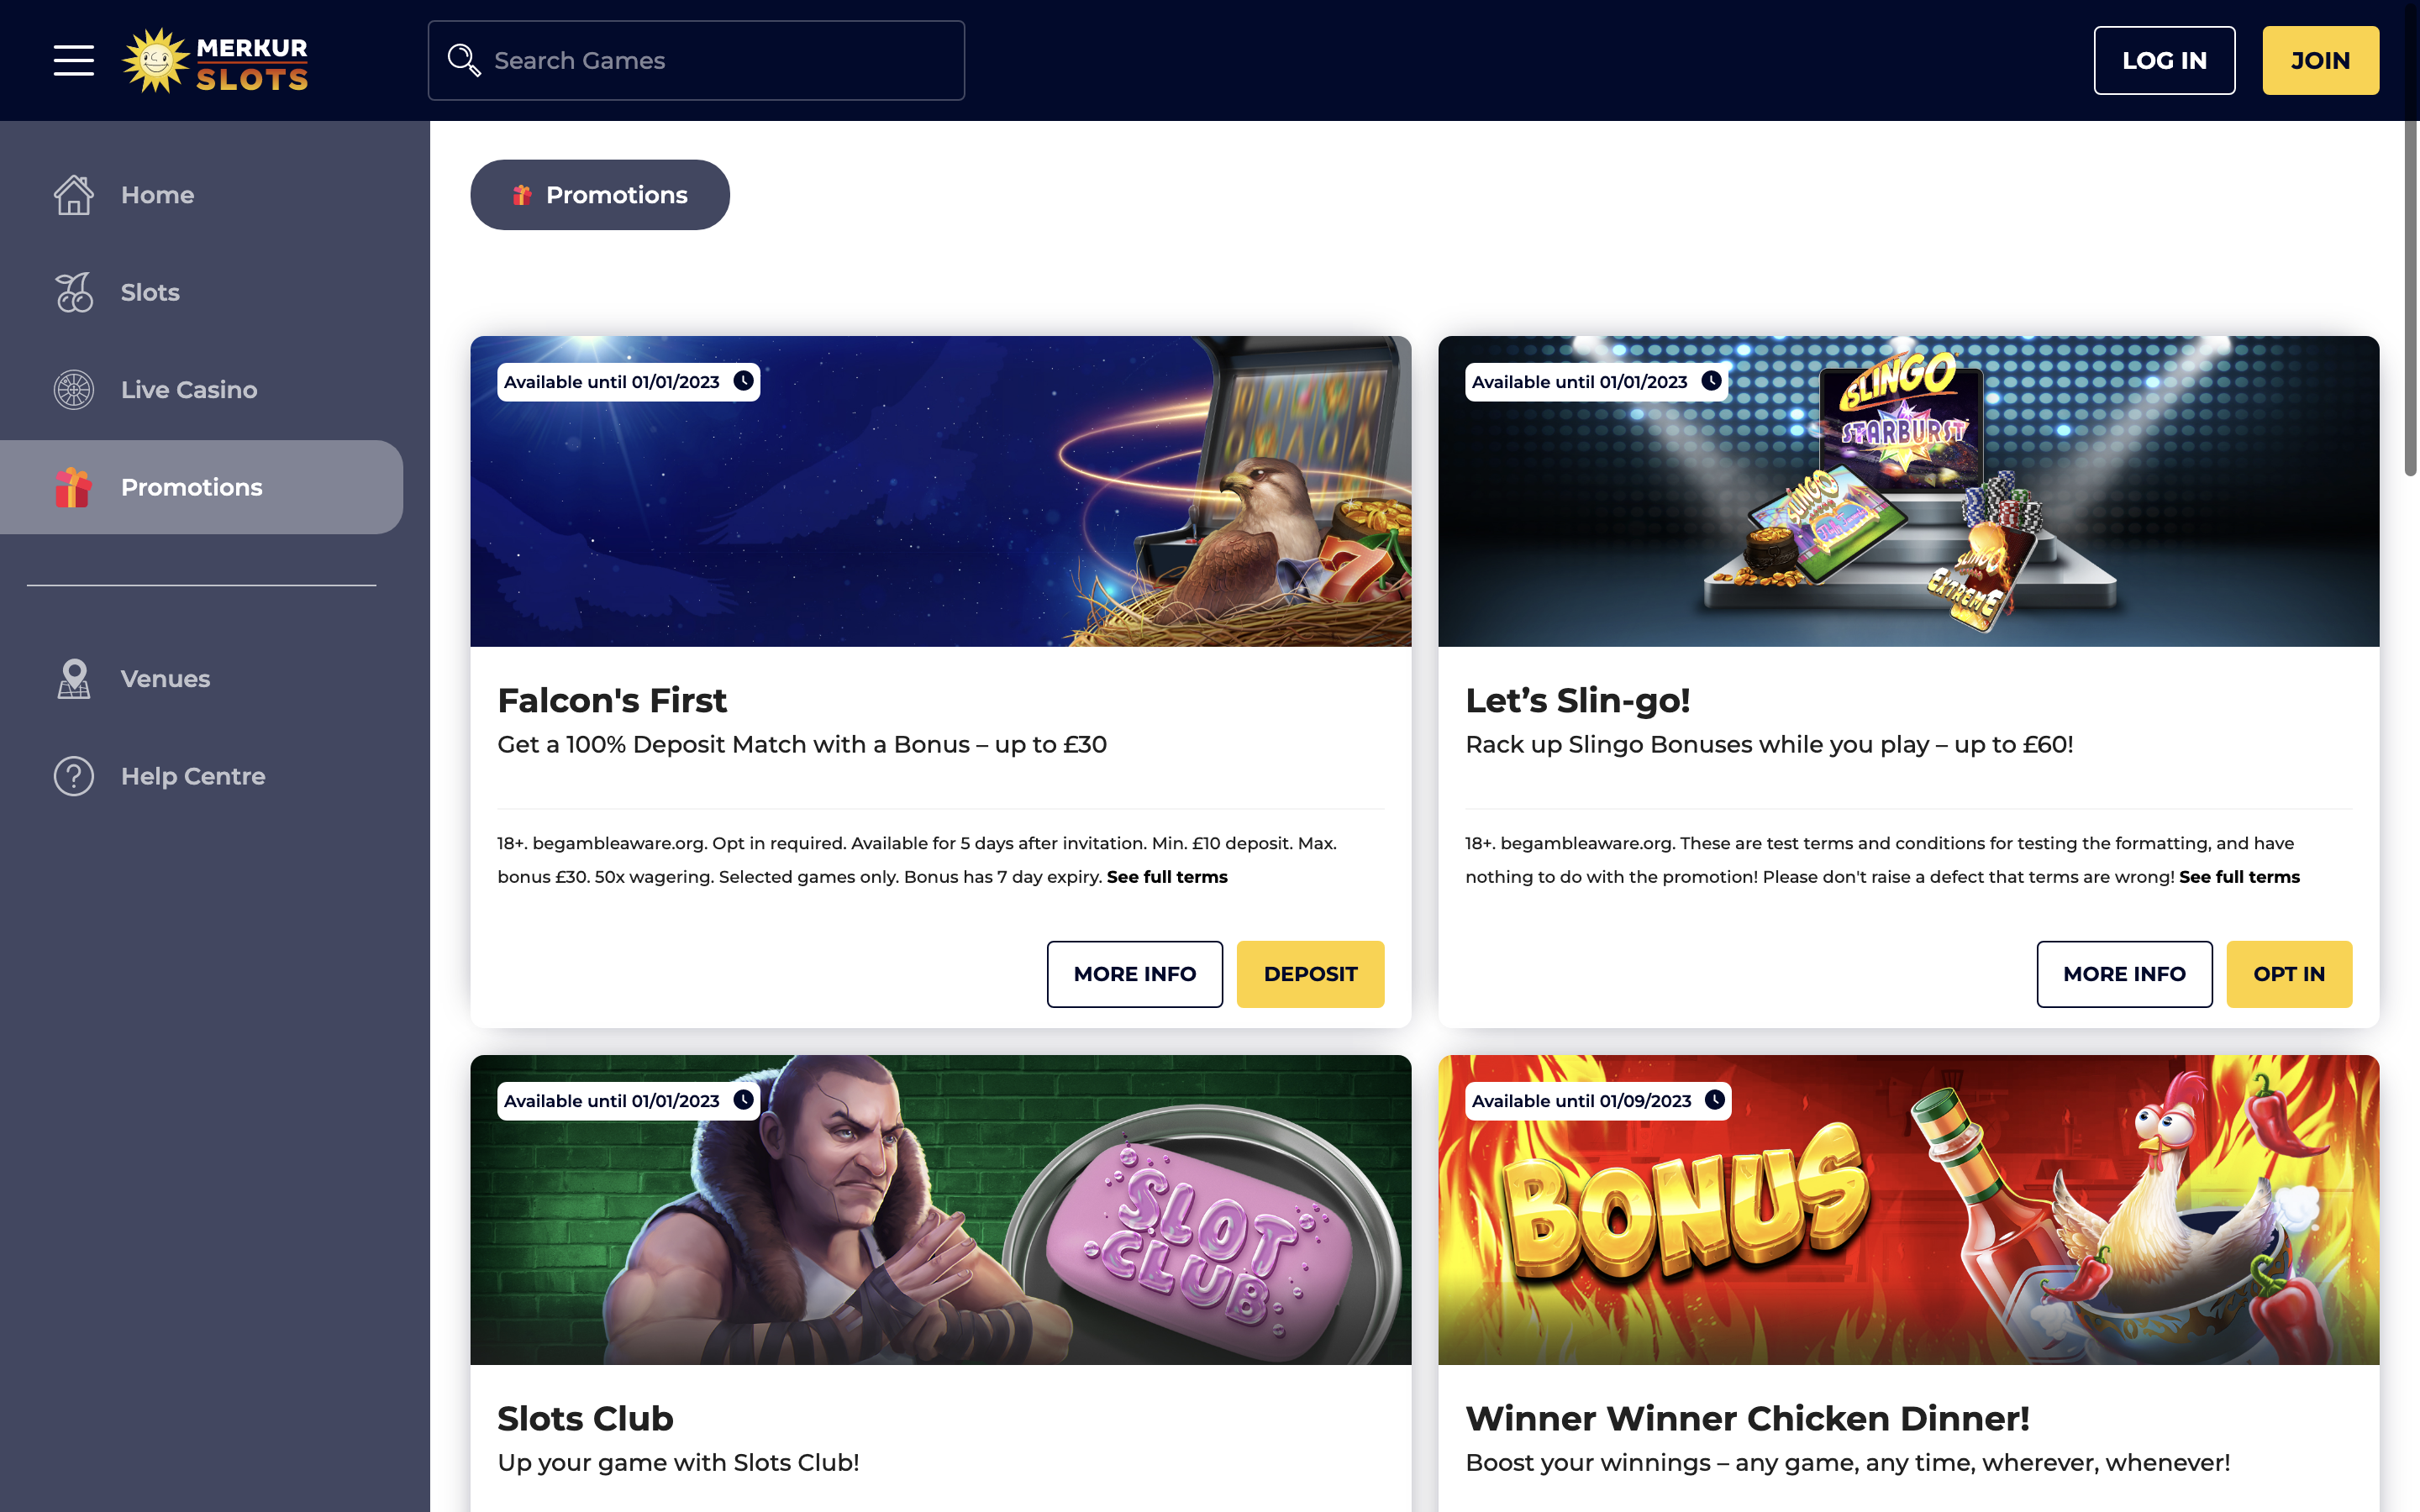 MERKUR
SLOTS
Search Games
LOG IN
JOIN
Home
Slots
Live Casino
Promotions
Venues
Help Centre
Promotions
Available until 01/01/2023
Falcon's First
Get a 100% Deposit Match with a Bonus – up to £30
18+. begambleaware.org. Opt in required. Available for 5 days after invitation. Min. £10 deposit. Max.
bonus £30. 50x wagering. Selected games only. Bonus has 7 day expiry. See full terms
MORE INFO
DEPOSIT
Available until 01/01/2023
SLINGO
STARBURST
SLINGO
SLINGO
EXTREME
Let’s Slin-go!
Rack up Slingo Bonuses while you play – up to £60!
18+. begambleaware.org. These are test terms and conditions for testing the formatting, and have
nothing to do with the promotion! Please don't raise a defect that terms are wrong! See full terms
MORE INFO
OPT IN
Available until 01/01/2023
SLOT
CLUB
Slots Club
Up your game with Slots Club!
Available until 01/09/2023
BONUS
Winner Winner Chicken Dinner!
Boost your winnings – any game, any time, wherever, whenever!